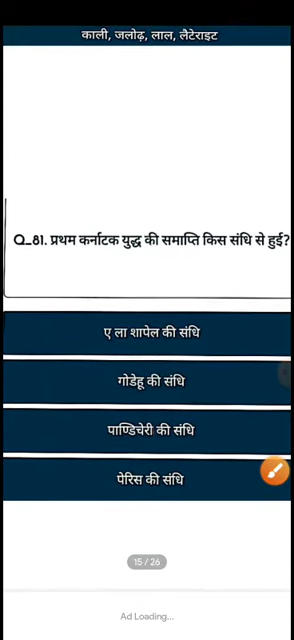 काली, जलोढ़, लाल, लैटेराइट
Q_81. प्रथम कर्नाटक युद्ध की समाप्ति किस संधि से हुई?
ए ला शापेल की संधि
गोडेहू की संधि
पाण्डिचेरी की संधि
पेरिस की संधि
15 / 26
Ad Loading...